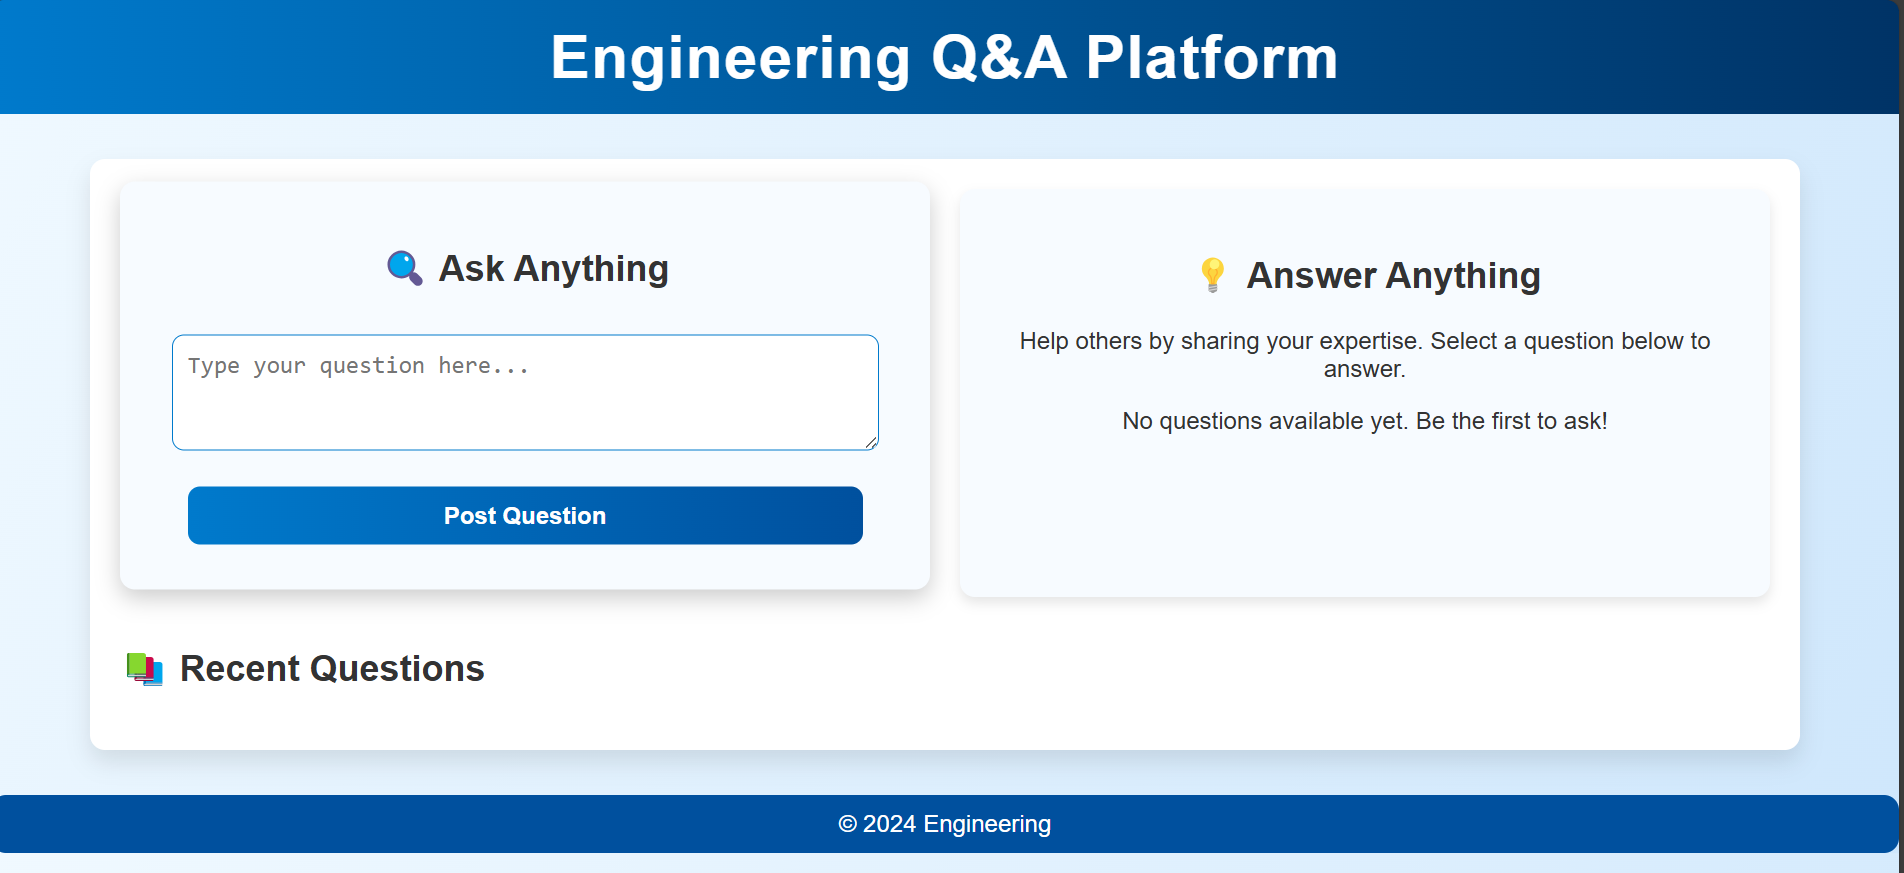 Engineering Q&A Platform
Ask Anything
Type your question here...
Post Question
Answer Anything
Help others by sharing your expertise. Select a question below to
answer.
No questions available yet. Be the first to ask!
Recent Questions
© 2024 Engineering